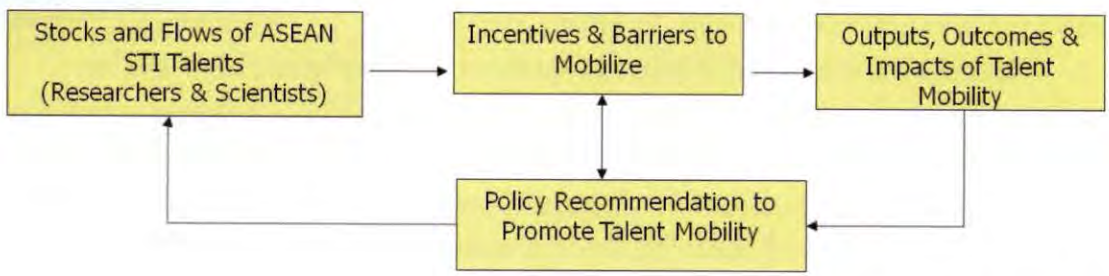 Stocks and Flows of ASEAN
STI Talents
(Researchers & Scientists)
Incentives & Barriers to
Mobilize
Outputs, Outcomes &
Impacts of Talent
Mobility
Policy Recommendation to
Promote Talent Mobility